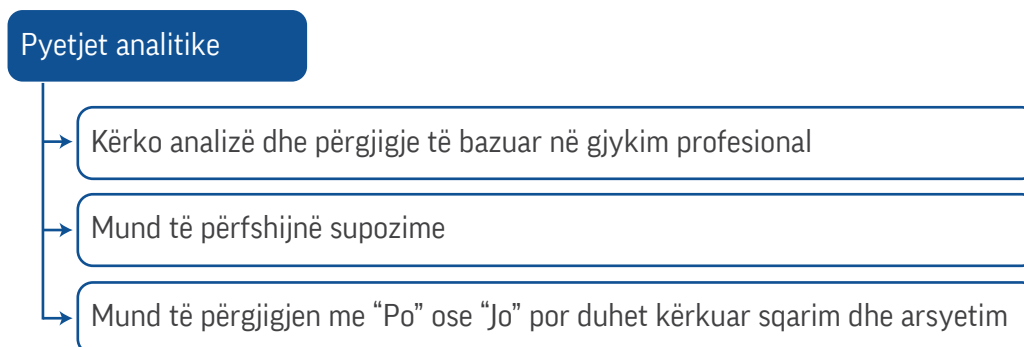 Pyetjet analitike
Kërko analizë dhe përgjigje të bazuar në gjykim profesional
Mund të përfshijnë supozime
Mund të përgjigjen me “Po” ose “Jo” por duhet kërkuar sqarim dhe arsyetim